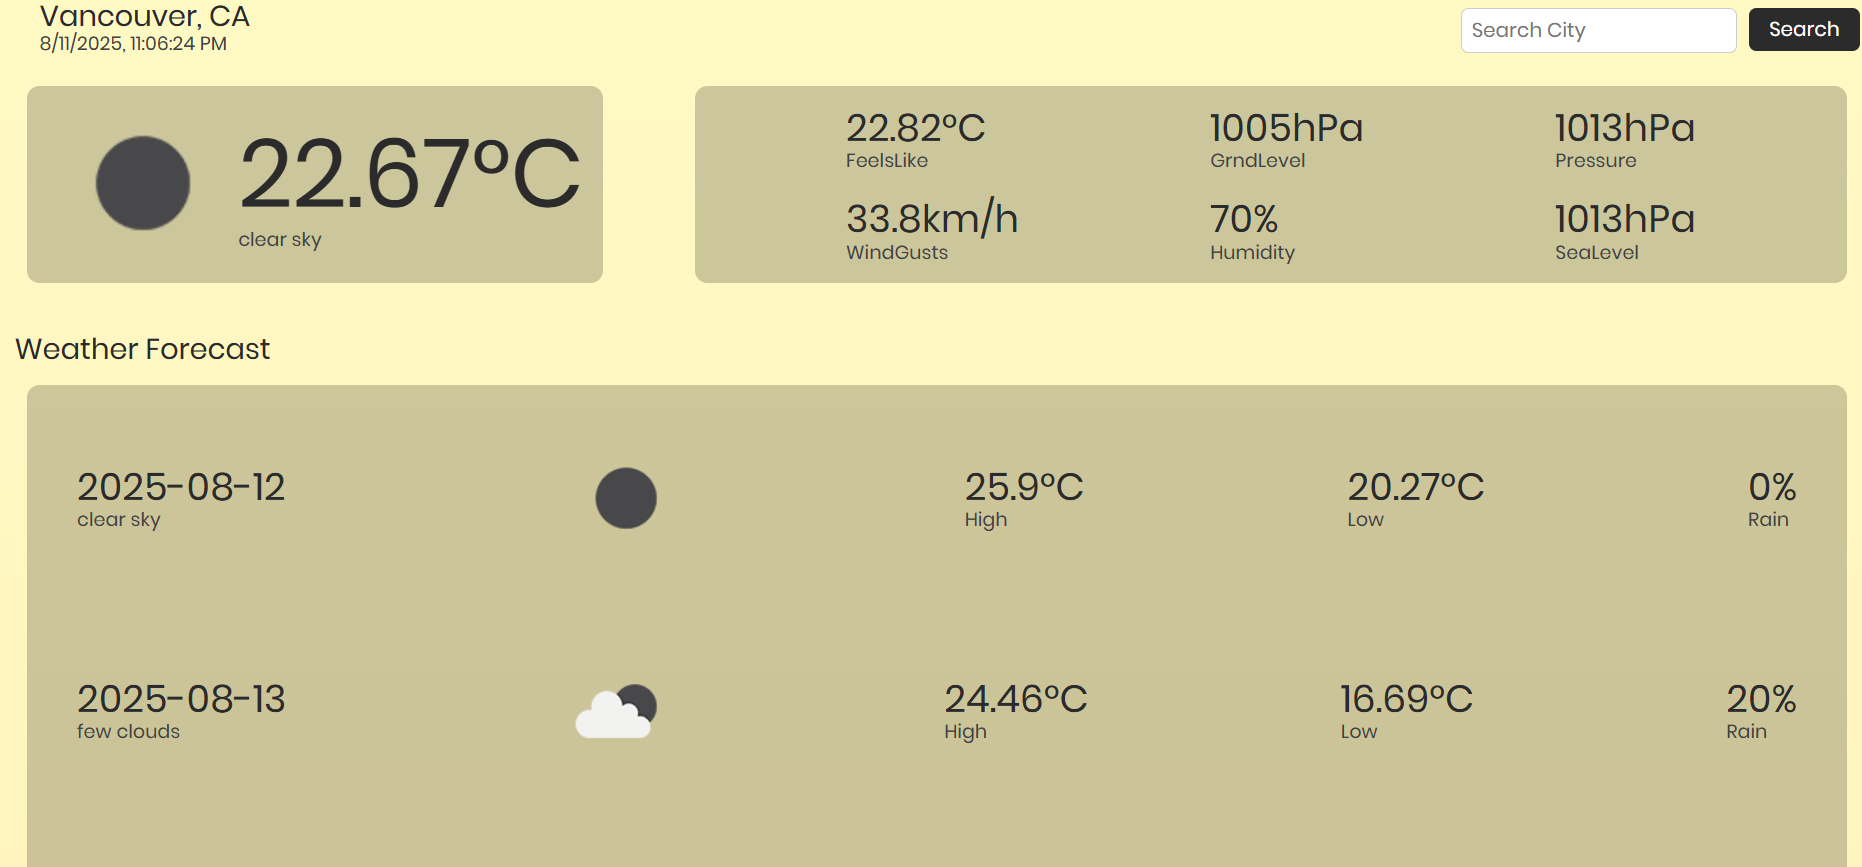 Vancouver, CA
8/11/2025, 11:06:24 PM
Search City
Search
22.67°C
clear sky
22.82°C
FeelsLike
1005hPa
GrndLevel
1013hPa
Pressure
33.8km/h
WindGusts
70%
Humidity
1013hPa
SeaLevel
Weather Forecast
2025-08-12
clear sky
25.9°C
High
20.27°C
Low
0%
Rain
2025-08-13
few clouds
24.46°C
High
16.69°C
Low
20%
Rain